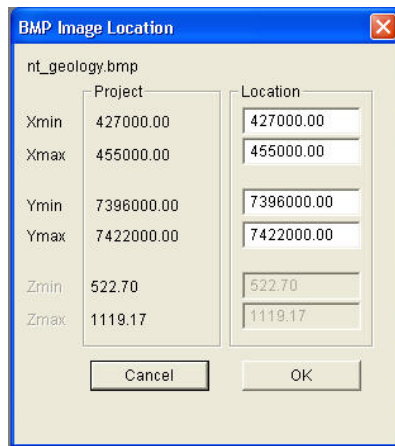 BMP Image Location
nt_geology.bmp
Project Location
Xmin 427000.00 427000.00
Xmax 455000.00 455000.00
Ymin 7396000.00 7396000.00
Ymax 7422000.00 7422000.00
Zmin 522.70 522.70
Zmax 1119.17 1119.17
Cancel OK